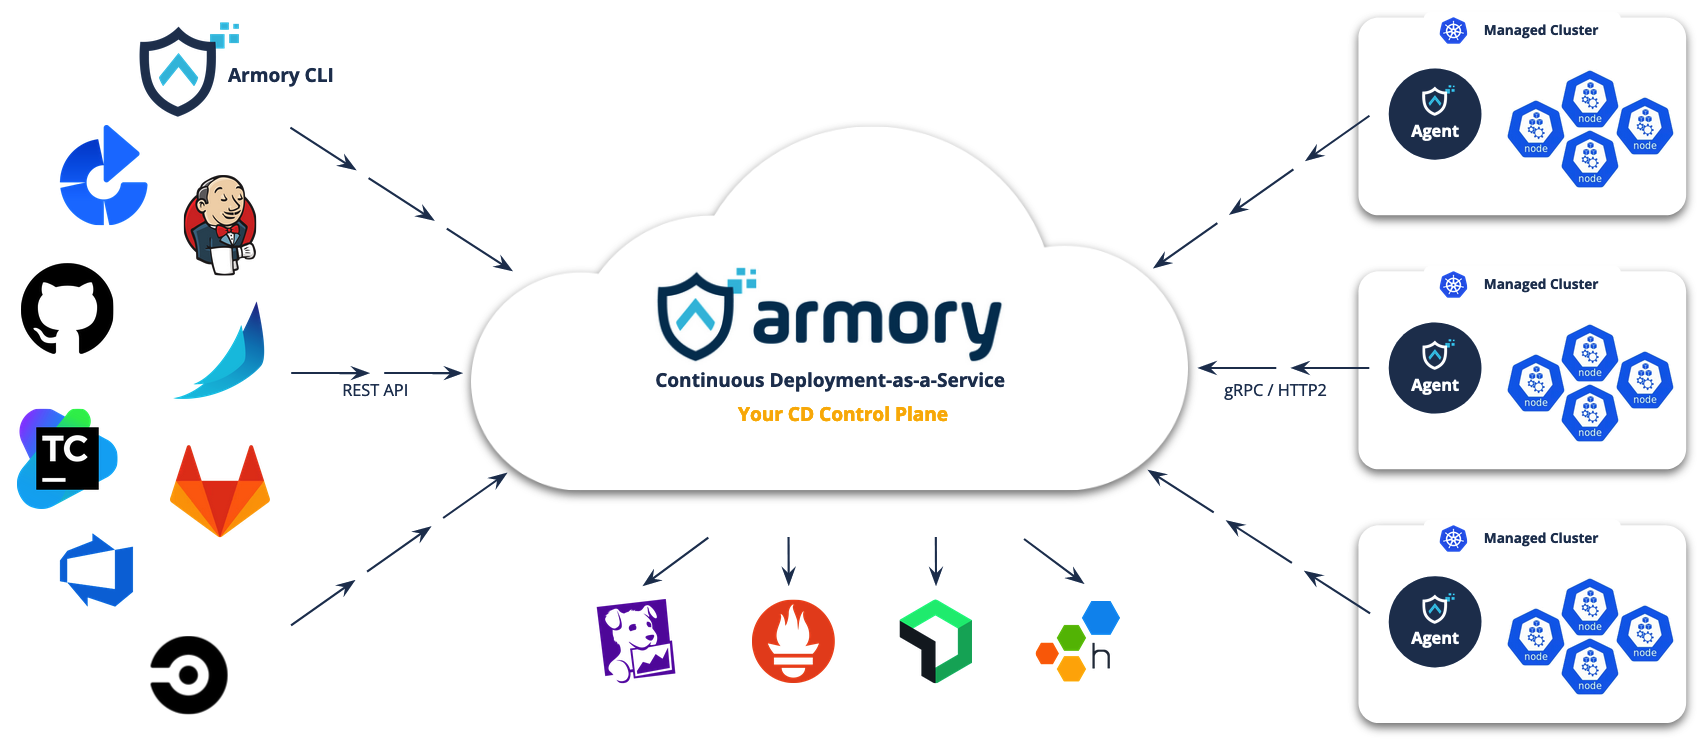 Armory CLI
TC
REST API
armory
Continuous Deployment-as-a-Service
Your CD Control Plane
gRPC / HTTP2
h
Managed Cluster
Agent
node
node
node
node
Managed Cluster
Agent
node
node
node
node
Managed Cluster
Agent
node
node
node
node